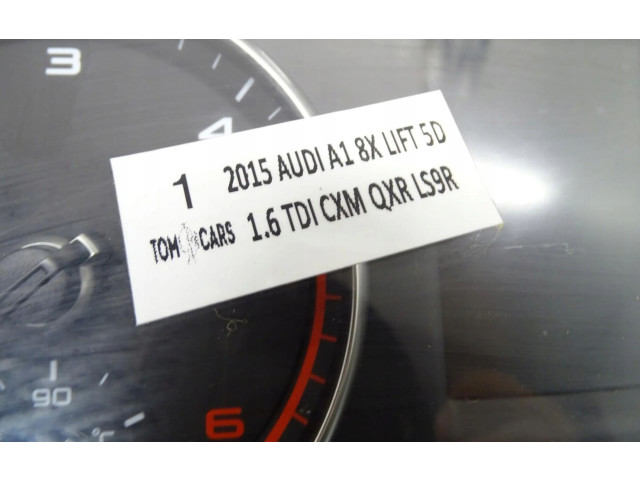 3
4
1 2015 AUDI A1 8X LIFT 5D
TOM CARS 1.6 TDI CXM QXR LS9R
90
°C
6